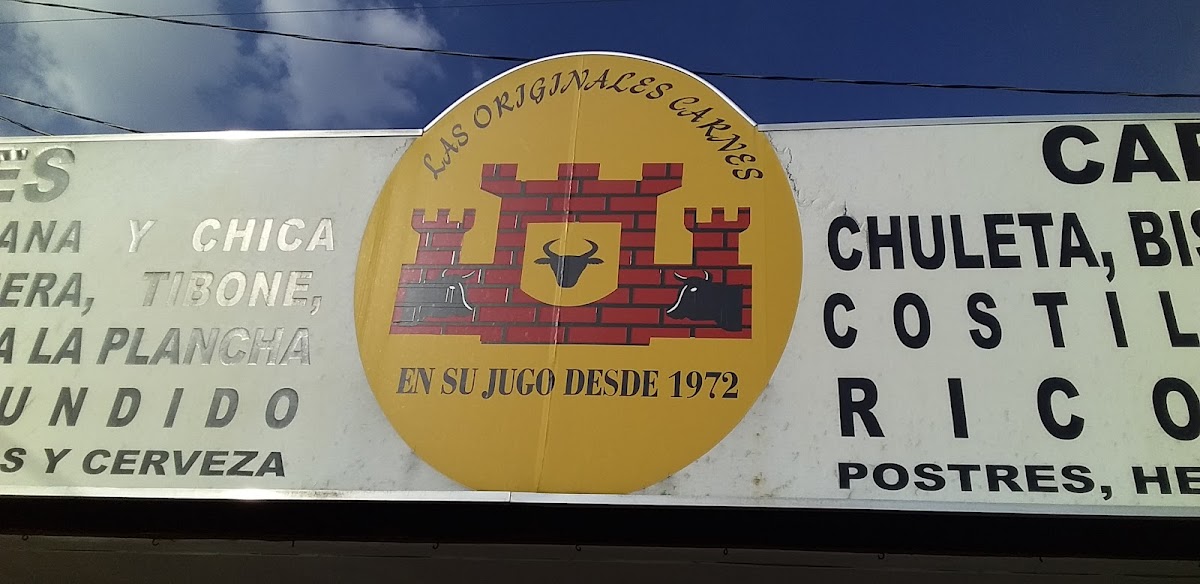 ES
ANA Y CHICA
ERA, TIBONE,
A LA PLANCHA
UNDIDO
S Y CERVEZA
LAS ORIGINALES CARNES
EN SU JUGO DESDE 1972
CAR
CHULETA, BIS
COSTIL
RICO
POSTRES, HE